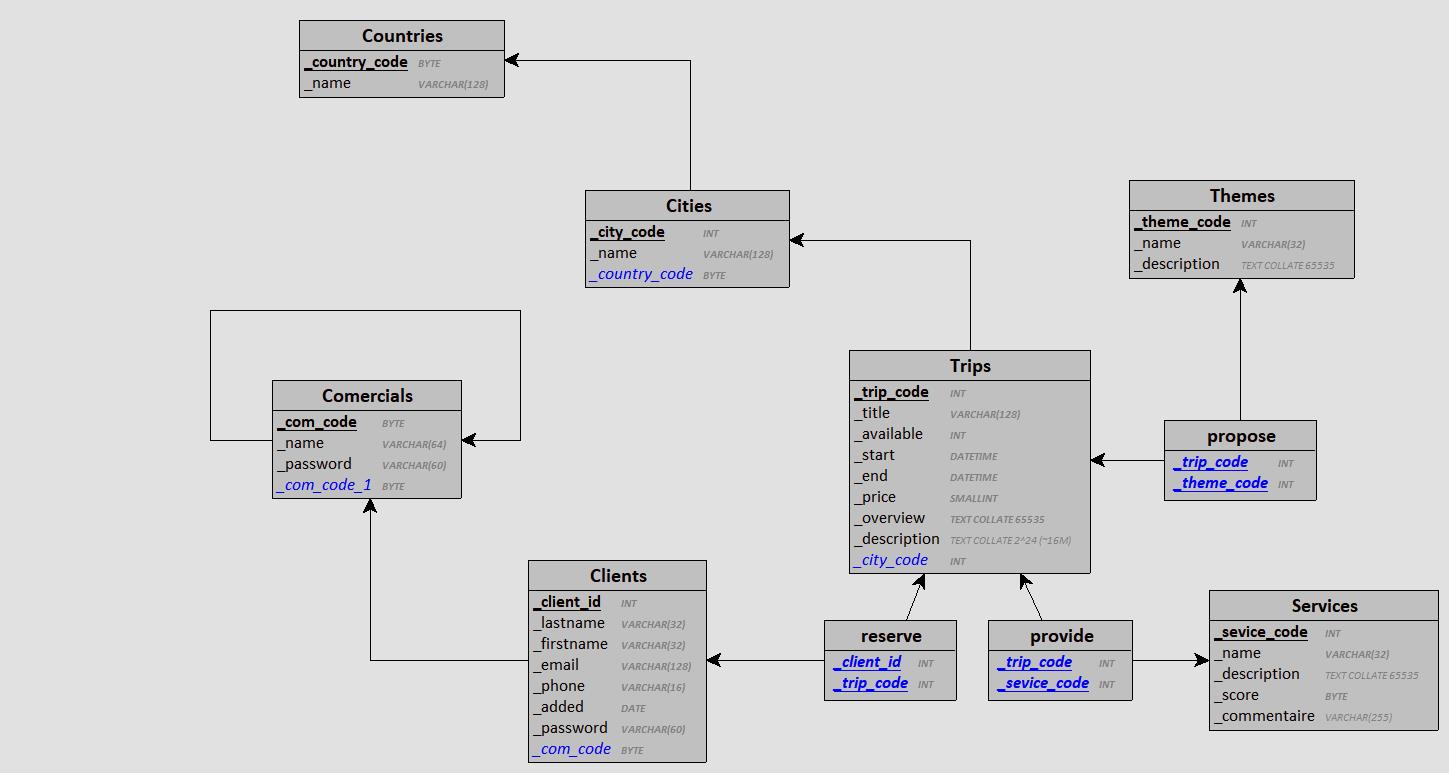 Countries
_country_code BYTE
_name VARCHAR(128)
Cities
_city_code INT
_name VARCHAR(128)
_country_code BYTE
Themes
_theme_code INT
_name VARCHAR(32)
_description TEXT COLLATE 65535
Comercials
_com_code BYTE
_name VARCHAR(64)
_password VARCHAR(60)
_com_code_1 BYTE
Trips
_trip_code INT
_title VARCHAR(128)
_available INT
_start DATETIME
_end DATETIME
_price SMALLINT
_overview TEXT COLLATE 65535
_description TEXT COLLATE 2^24 (~16M)
_city_code INT
propose
_trip_code INT
_theme_code INT
Clients
_client_id INT
_lastname VARCHAR(32)
_firstname VARCHAR(32)
_email VARCHAR(128)
_phone VARCHAR(16)
_added DATE
_password VARCHAR(60)
_com_code BYTE
reserve
_client_id INT
_trip_code INT
provide
_trip_code INT
_sevice_code INT
Services
_sevice_code INT
_name VARCHAR(32)
_description TEXT COLLATE 65535
_score BYTE
_commentaire VARCHAR(255)